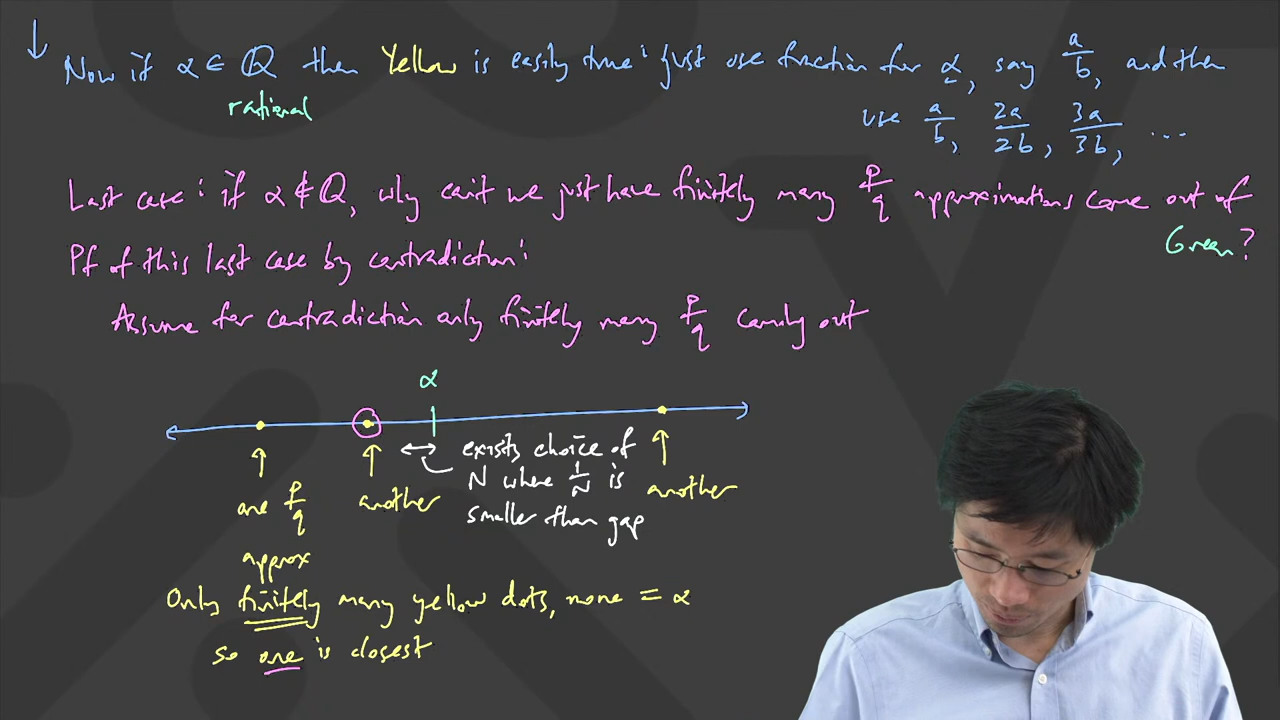 ↓ Now if α ∈ ℚ then Yellow is easily true: just use fraction for α, say a/b, and then
rational
use a/b, 2a/2b, 3a/3b, ...
Last case: if α ∉ ℚ, why can't we just have finitely many p/q approximations come out of
Green?
Pf of this last case by contradiction:
Assume for contradiction only finitely many p/q coming out
α
exists choice of
N where 1/N is
smaller than gap
one p/q
approx
another
another
Only finitely many yellow dots, none = α
so one is closest